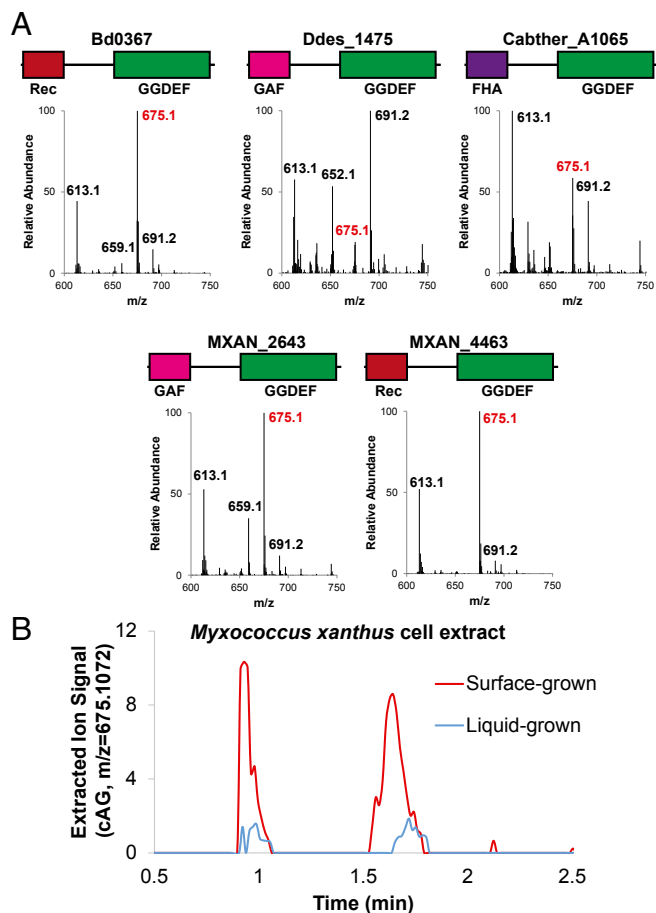 A
Bd0367
Ddes_1475
Cabther_A1065
Rec
GGDEF
GAF
GGDEF
FHA
GGDEF
Relative Abundance
100
50
0
675.1
613.1
659.1
691.2
600
650
700
750
m/z
Relative Abundance
100
50
0
691.2
613.1
652.1
675.1
600
650
700
750
m/z
Relative Abundance
100
50
0
613.1
675.1
691.2
600
650
700
750
m/z
MXAN_2643
MXAN_4463
GAF
GGDEF
Rec
GGDEF
Relative Abundance
100
50
0
675.1
613.1
659.1
691.2
600
650
700
750
m/z
Relative Abundance
100
50
0
675.1
613.1
691.2
600
650
700
750
m/z
B
Myxococcus xanthus cell extract
Extracted Ion Signal
(cAG, m/z=675.1072)
12
8
4
0
Surface-grown
Liquid-grown
0.5
1
1.5
2
2.5
Time (min)